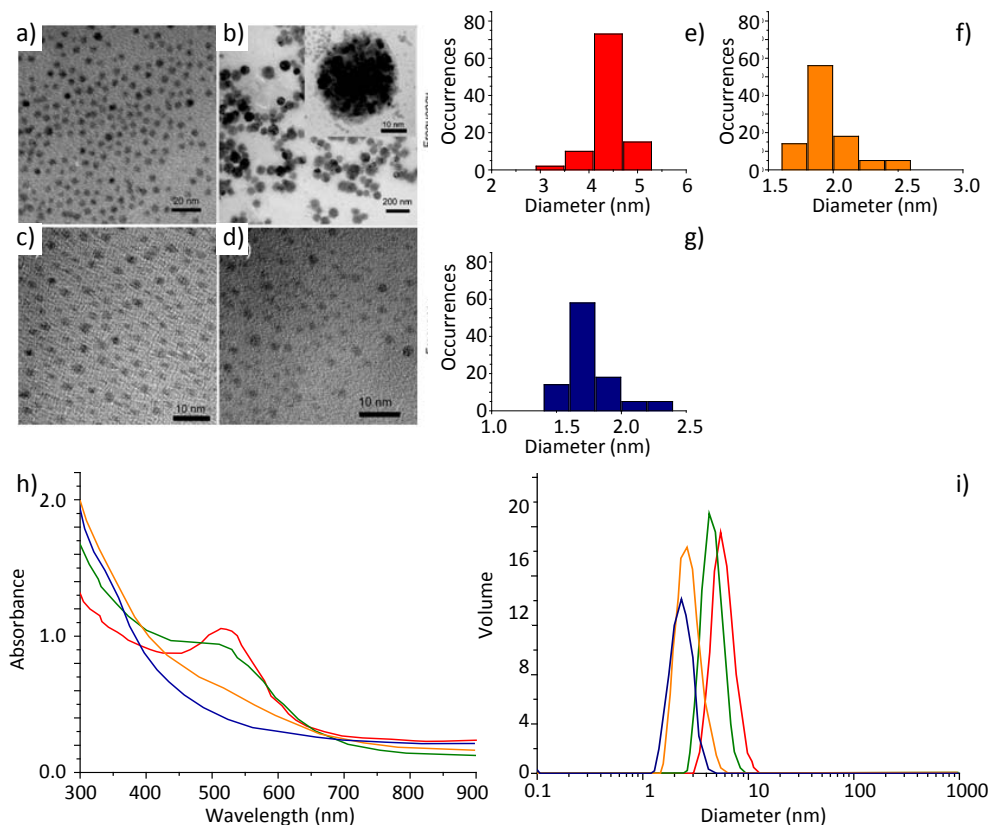 a)
b)
10 nm
20 nm
200 nm
c)
d)
10 nm
10 nm
e)
80
60
40
20
0
Occurrences
2 3 4 5 6
Diameter (nm)
f)
80
60
40
20
0
Occurrences
1.5 2.0 2.5 3.0
Diameter (nm)
g)
80
60
40
20
0
Occurrences
1.0 1.5 2.0 2.5
Diameter (nm)
h)
2.0
1.0
0.0
Absorbance
300 400 500 600 700 800 900
Wavelength (nm)
i)
20
16
12
8
4
0
Volume
0.1 1 10 100 1000
Diameter (nm)